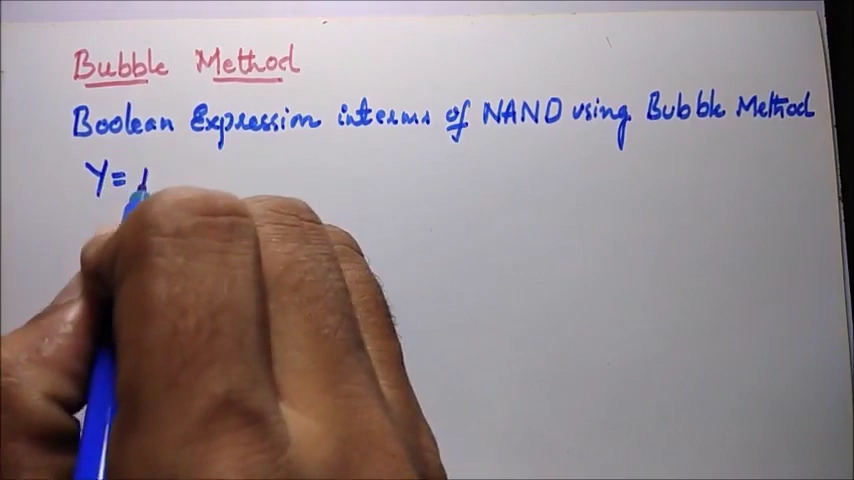 Bubble Method
Boolean Expression interms of NAND using Bubble Method
Y=